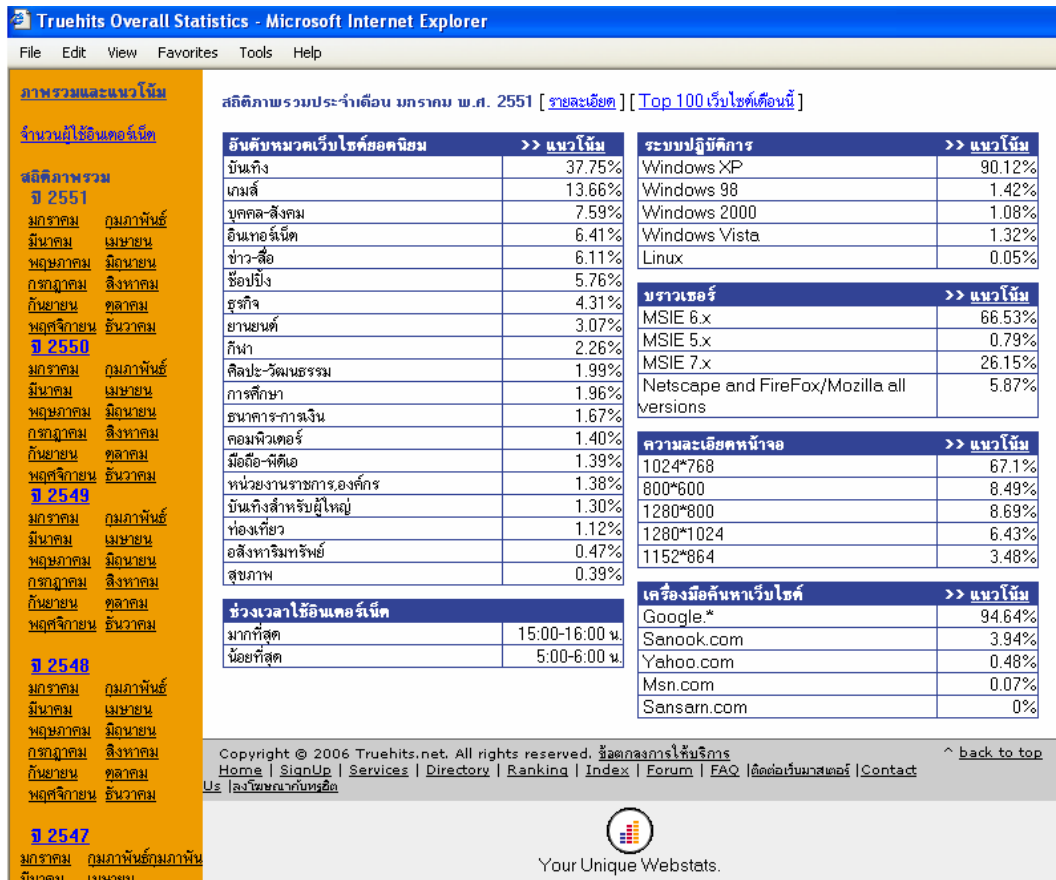 Truehits Overall Statistics - Microsoft Internet Explorer
File Edit View Favorites Tools Help
ภาพรวมและแนวโน้ม
จำนวนผู้ใช้อินเตอร์เน็ต
สถิติภาพรวม
ปี 2551
มกราคม กุมภาพันธ์
มีนาคม เมษายน
พฤษภาคม มิถุนายน
กรกฎาคม สิงหาคม
กันยายน ตุลาคม
พฤศจิกายน ธันวาคม
ปี 2550
มกราคม กุมภาพันธ์
มีนาคม เมษายน
พฤษภาคม มิถุนายน
กรกฎาคม สิงหาคม
กันยายน ตุลาคม
พฤศจิกายน ธันวาคม
ปี 2549
มกราคม กุมภาพันธ์
มีนาคม เมษายน
พฤษภาคม มิถุนายน
กรกฎาคม สิงหาคม
กันยายน ตุลาคม
พฤศจิกายน ธันวาคม
ปี 2548
มกราคม กุมภาพันธ์
มีนาคม เมษายน
พฤษภาคม มิถุนายน
กรกฎาคม สิงหาคม
กันยายน ตุลาคม
พฤศจิกายน ธันวาคม
ปี 2547
มกราคม กุมภาพันธ์กุมภาพัน
มีนาคม เมษายน
สถิติภาพรวมประจำเดือน มกราคม พ.ศ. 2551 [ รายละเอียด ] [ Top 100 เว็บไซต์เดือนนี้ ]
อันดับหมวดเว็บไซต์ยอดนิยม >> แนวโน้ม
บันเทิง 37.75%
เกมส์ 13.66%
บุคคล-สังคม 7.59%
อินเทอร์เน็ต 6.41%
ข่าว-สื่อ 6.11%
ช๊อปปิ้ง 5.76%
ธุรกิจ 4.31%
ยานยนต์ 3.07%
กีฬา 2.26%
ศิลปะ-วัฒนธรรม 1.99%
การศึกษา 1.96%
ธนาคาร-การเงิน 1.67%
คอมพิวเตอร์ 1.40%
มือถือ-พีดีเอ 1.39%
หน่วยงานราชการ,องค์กร 1.38%
บันเทิงสำหรับผู้ใหญ่ 1.30%
ท่องเที่ยว 1.12%
อสังหาริมทรัพย์ 0.47%
สุขภาพ 0.39%
ช่วงเวลาใช้อินเตอร์เน็ต
มากที่สุด 15:00-16:00 น.
น้อยที่สุด 5:00-6:00 น.
ระบบปฏิบัติการ >> แนวโน้ม
Windows XP 90.12%
Windows 98 1.42%
Windows 2000 1.08%
Windows Vista 1.32%
Linux 0.05%
บราวเซอร์ >> แนวโน้ม
MSIE 6.x 66.53%
MSIE 5.x 0.79%
MSIE 7.x 26.15%
Netscape and FireFox/Mozilla all 5.87%
versions
ความละเอียดหน้าจอ >> แนวโน้ม
1024*768 67.1%
800*600 8.49%
1280*800 8.69%
1280*1024 6.43%
1152*864 3.48%
เครื่องมือค้นหาเว็บไซต์ >> แนวโน้ม
Google.* 94.64%
Sanook.com 3.94%
Yahoo.com 0.48%
Msn.com 0.07%
Sansarn.com 0%
Copyright © 2006 Truehits.net. All rights reserved. ข้อตกลงการให้บริการ ^ back to top
Home | SignUp | Services | Directory | Ranking | Index | Forum | FAQ |ติดต่อเว็บมาสเตอร์ |Contact
Us |ลงโฆษณากับทรูฮิต
Your Unique Webstats.